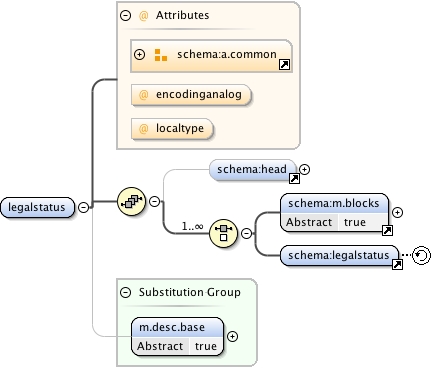 @ Attributes
schema:a.common
@ encodinganalog
@ localtype
schema:head
legalstatus
1..∞
schema:m.blocks
Abstract true
schema:legalstatus
Substitution Group
m.desc.base
Abstract true